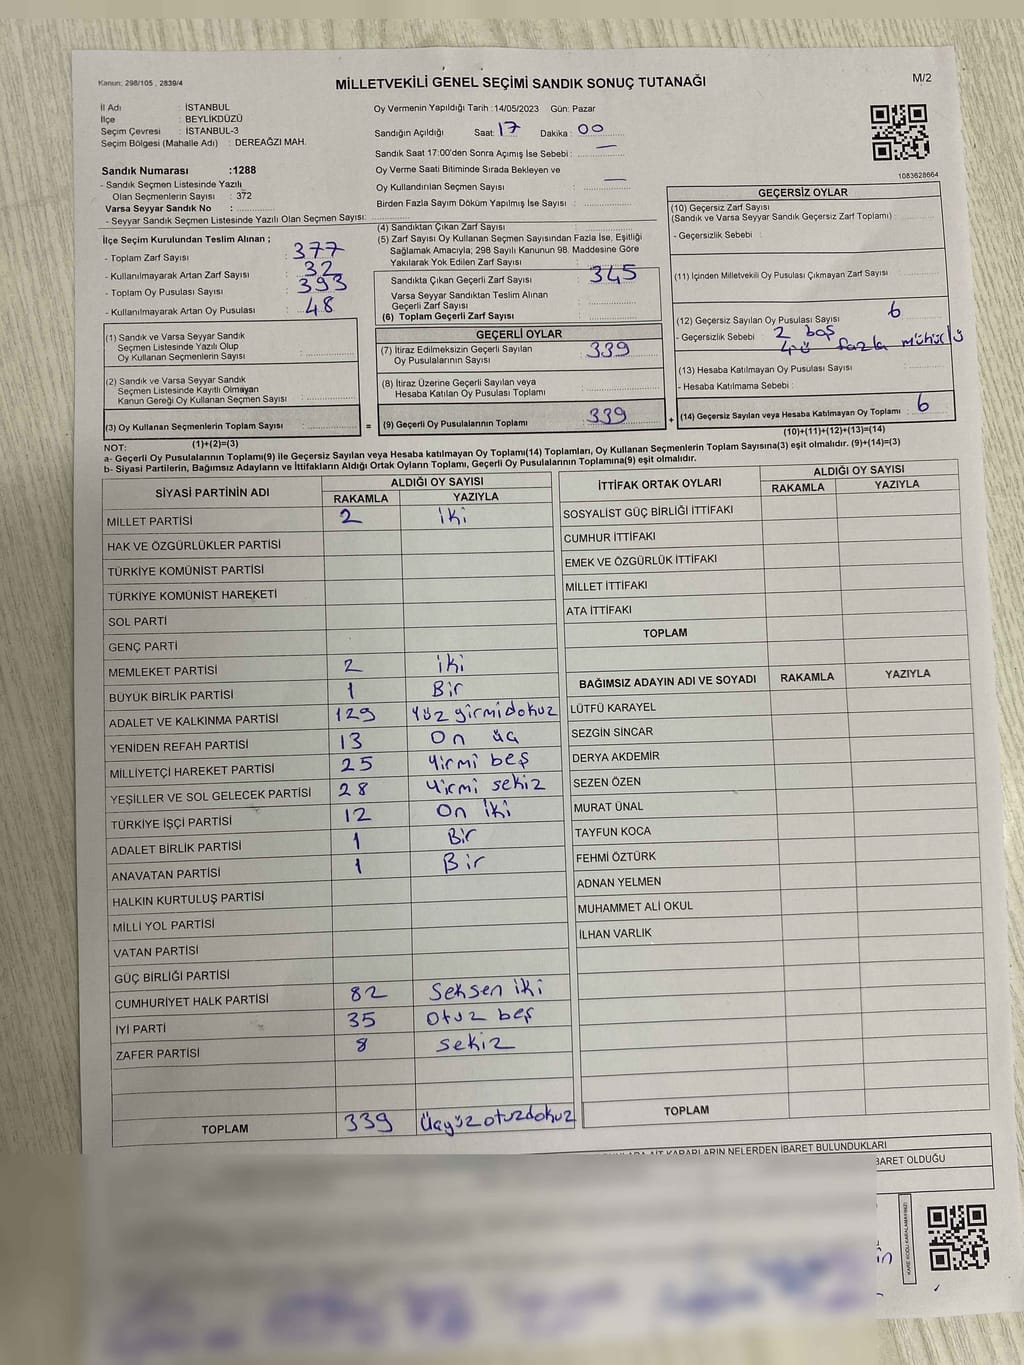 Kanun: 298/105 , 2839/4
MİLLETVEKİLİ GENEL SEÇİMİ SANDIK SONUÇ TUTANAĞI
M/2
İl Adı : İSTANBUL
İlçe : BEYLİKDÜZÜ
Seçim Çevresi : İSTANBUL-3
Seçim Bölgesi (Mahalle Adı) : DEREAĞZI MAH.
Oy Vermenin Yapıldığı Tarih :14/05/2023 Gün: Pazar
Sandığın Açıldığı Saat: 17 Dakika : 00
Sandık Saat 17:00'den Sonra Açımış İse Sebebi : —
Oy Verme Saati Bitiminde Sırada Bekleyen ve
Oy Kullandırılan Seçmen Sayısı : —
Birden Fazla Sayım Döküm Yapılmış İse Sayısı :
1083628664
Sandık Numarası :1288
- Sandık Seçmen Listesinde Yazılı
Olan Seçmenlerin Sayısı : 372
Varsa Seyyar Sandık No :
- Seyyar Sandık Seçmen Listesinde Yazılı Olan Seçmen Sayısı:
İlçe Seçim Kurulundan Teslim Alınan ;
- Toplam Zarf Sayısı : 377
- Kullanılmayarak Artan Zarf Sayısı : 32
- Toplam Oy Pusulası Sayısı : 393
- Kullanılmayarak Artan Oy Pusulası : 48
(1) Sandık ve Varsa Seyyar Sandık
Seçmen Listesinde Yazılı Olup
Oy Kullanan Seçmenlerin Sayısı :
(2) Sandık ve Varsa Seyyar Sandık
Seçmen Listesinde Kayıtlı Olmayan
Kanun Gereği Oy Kullanan Seçmen Sayısı :
(3) Oy Kullanan Seçmenlerin Toplam Sayısı :
(1)+(2)=(3)
(4) Sandıktan Çıkan Zarf Sayısı :
(5) Zarf Sayısı Oy Kullanan Seçmen Sayısından Fazla İse, Eşitliği
Sağlamak Amacıyla; 298 Sayılı Kanunun 98. Maddesine Göre
Yakılarak Yok Edilen Zarf Sayısı :
Sandıkta Çıkan Geçerli Zarf Sayısı : 345
Varsa Seyyar Sandıktan Teslim Alınan
Geçerli Zarf Sayısı :
(6) Toplam Geçerli Zarf Sayısı :
GEÇERLİ OYLAR
(7) İtiraz Edilmeksizin Geçerli Sayılan
Oy Pusulalarının Sayısı : 339
(8) İtiraz Üzerine Geçerli Sayılan veya
Hesaba Katılan Oy Pusulası Toplamı :
= (9) Geçerli Oy Pusulalarının Toplamı : 339 +
GEÇERSİZ OYLAR
(10) Geçersiz Zarf Sayısı
(Sandık ve Varsa Seyyar Sandık Geçersiz Zarf Toplamı) :
- Geçersizlik Sebebi :
(11) İçinden Milletvekili Oy Pusulası Çıkmayan Zarf Sayısı :
(12) Geçersiz Sayılan Oy Pusulası Sayısı : 6
- Geçersizlik Sebebi : 2 boş
fazla mühürlü
(13) Hesaba Katılmayan Oy Pusulası Sayısı :
- Hesaba Katılmama Sebebi :
(14) Geçersiz Sayılan veya Hesaba Katılmayan Oy Toplamı : 6
(10)+(11)+(12)+(13)=(14)
NOT:
a- Geçerli Oy Pusulalarının Toplamı(9) ile Geçersiz Sayılan veya Hesaba katılmayan Oy Toplamı(14) Toplamları, Oy Kullanan Seçmenlerin Toplam Sayısına(3) eşit olmalıdır. (9)+(14)=(3)
b- Siyasi Partilerin, Bağımsız Adayların ve İttifakların Aldığı Ortak Oyların Toplamı, Geçerli Oy Pusulalarının Toplamına(9) eşit olmalıdır.
SİYASİ PARTİNİN ADI ALDIĞI OY SAYISI
RAKAMLA YAZIYLA
MİLLET PARTİSİ 2 iki
HAK VE ÖZGÜRLÜKLER PARTİSİ
TÜRKİYE KOMÜNİST PARTİSİ
TÜRKİYE KOMÜNİST HAREKETİ
SOL PARTİ
GENÇ PARTİ
MEMLEKET PARTİSİ 2 iki
BÜYÜK BİRLİK PARTİSİ 1 Bir
ADALET VE KALKINMA PARTİSİ 129 Yüz yirmidokuz
YENİDEN REFAH PARTİSİ 13 On üç
MİLLİYETÇİ HAREKET PARTİSİ 25 Yirmi beş
YEŞİLLER VE SOL GELECEK PARTİSİ 28 Yirmi sekiz
TÜRKİYE İŞÇİ PARTİSİ 12 On iki
ADALET BİRLİK PARTİSİ 1 Bir
ANAVATAN PARTİSİ 1 Bir
HALKIN KURTULUŞ PARTİSİ
MİLLİ YOL PARTİSİ
VATAN PARTİSİ
GÜÇ BİRLİĞİ PARTİSİ
CUMHURİYET HALK PARTİSİ 82 Seksen iki
İYİ PARTİ 35 otuz beş
ZAFER PARTİSİ 8 sekiz
TOPLAM 339 Üçyüz otuzdokuz
İTTİFAK ORTAK OYLARI ALDIĞI OY SAYISI
RAKAMLA YAZIYLA
SOSYALİST GÜÇ BİRLİĞİ İTTİFAKI
CUMHUR İTTİFAKI
EMEK VE ÖZGÜRLÜK İTTİFAKI
MİLLET İTTİFAKI
ATA İTTİFAKI
TOPLAM
BAĞIMSIZ ADAYIN ADI VE SOYADI RAKAMLA YAZIYLA
LÜTFÜ KARAYEL
SEZGİN SİNCAR
DERYA AKDEMİR
SEZEN ÖZEN
MURAT ÜNAL
TAYFUN KOCA
FEHMİ ÖZTÜRK
ADNAN YELMEN
MUHAMMET ALİ OKUL
İLHAN VARLIK
TOPLAM
KARARLARIN NELERDEN İBARET BULUNDUKLARI
OLDUĞU
KARE KODU KARALAMAYINIZ!